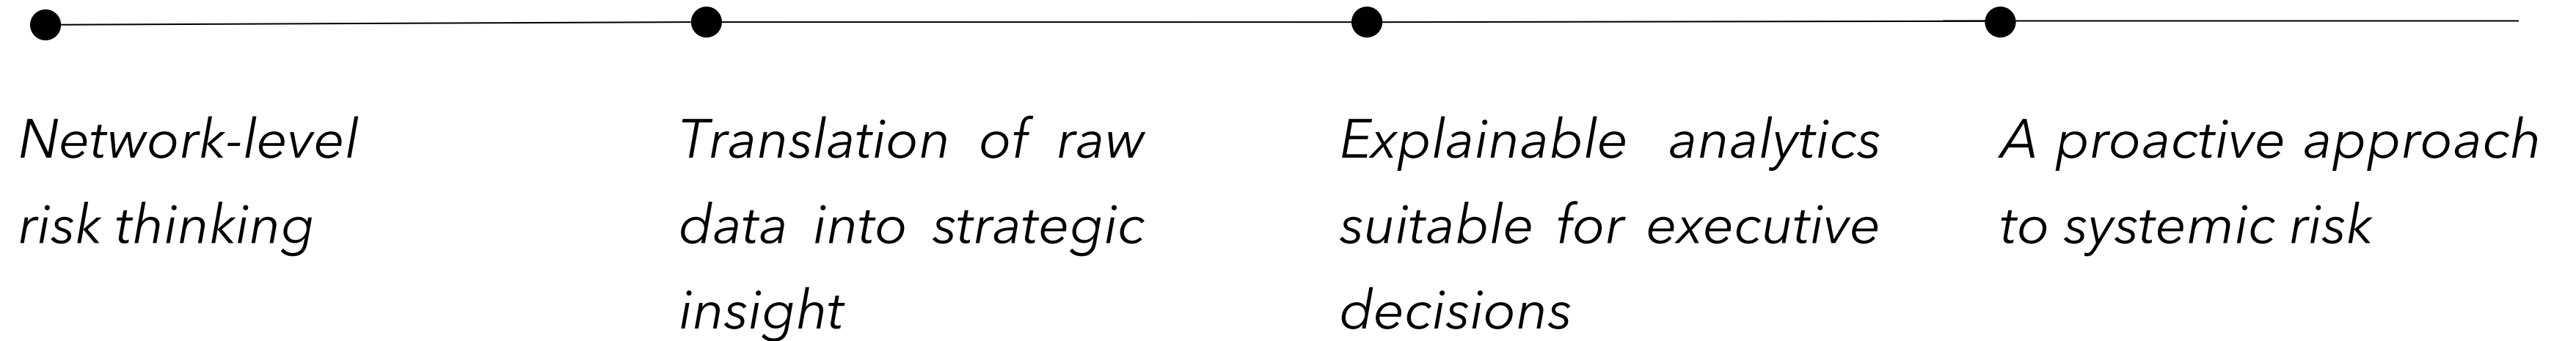 Network-level
risk thinking
Translation of raw
data into strategic
insight
Explainable analytics
suitable for executive
decisions
A proactive approach
to systemic risk